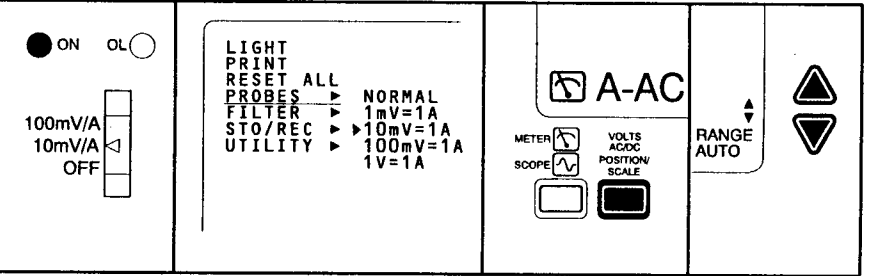 ON OL
100mV/A
10mV/A
OFF
LIGHT
PRINT
RESET ALL
PROBES ▶ NORMAL
FILTER ▶ 1mV=1A
STO/REC ▶ ▶10mV=1A
UTILITY ▶ 100mV=1A
1V=1A
A-AC
METER
SCOPE
VOLTS
AC/DC
POSITION/
SCALE
RANGE
AUTO